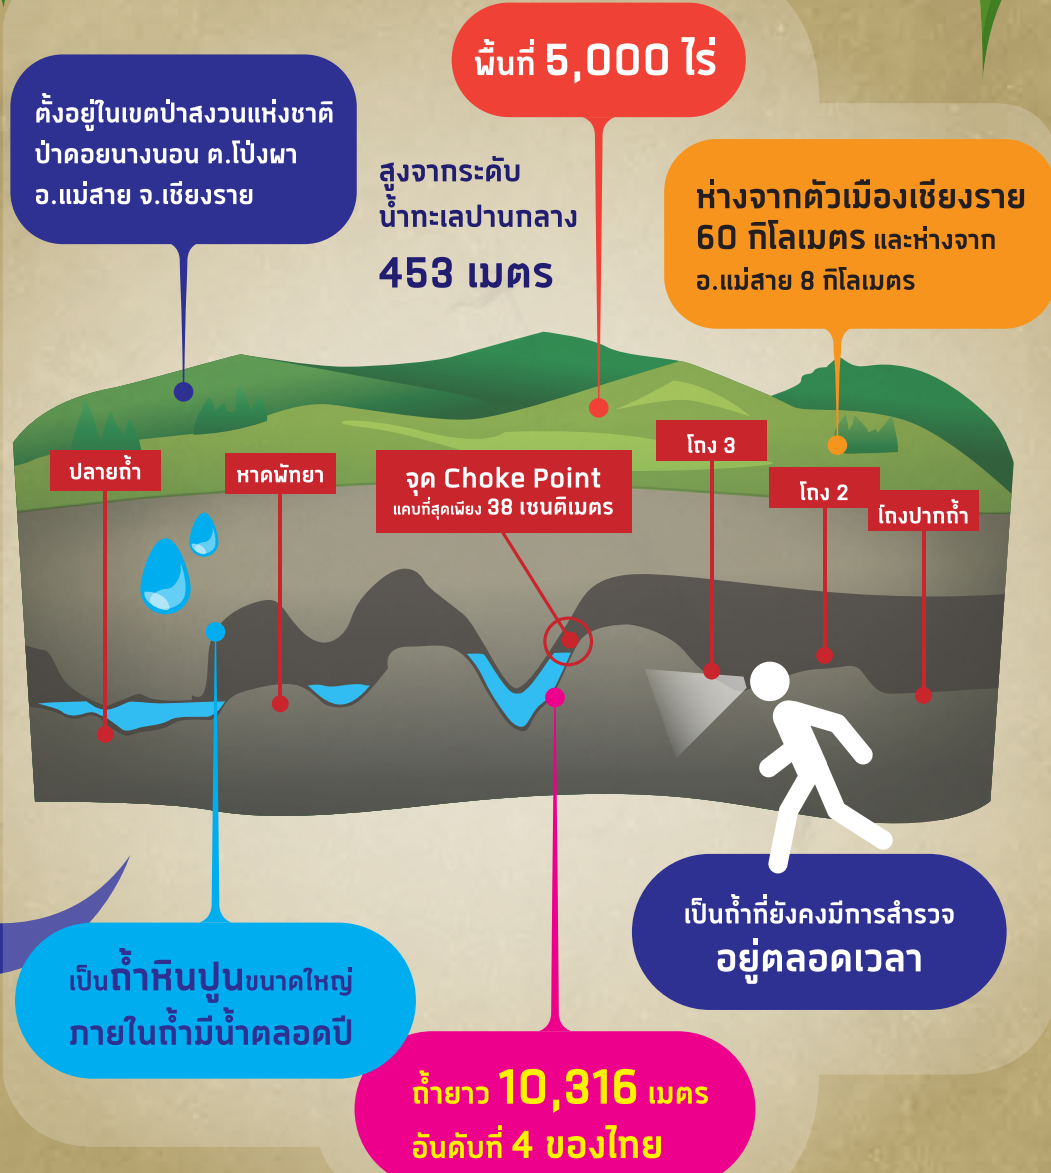 พื้นที่ 5,000 ไร่
ตั้งอยู่ในเขตป่าสงวนแห่งชาติ
ป่าดอยนางนอน ต.โป่งผา
อ.แม่สาย จ.เชียงราย
สูงจากระดับ
น้ำทะเลปานกลาง
453 เมตร
ห่างจากตัวเมืองเชียงราย
60 กิโลเมตร และห่างจาก
อ.แม่สาย 8 กิโลเมตร
ปลายถ้ำ
หาดพัทยา
จุด Choke Point
แคบที่สุดเพียง 38 เซนติเมตร
โถง 3
โถง 2
โถงปากถ้ำ
เป็นถ้ำที่ยังคงมีการสำรวจ
อยู่ตลอดเวลา
เป็นถ้ำหินปูนขนาดใหญ่
ภายในถ้ำมีน้ำตลอดปี
ถ้ำยาว 10,316 เมตร
อันดับที่ 4 ของไทย